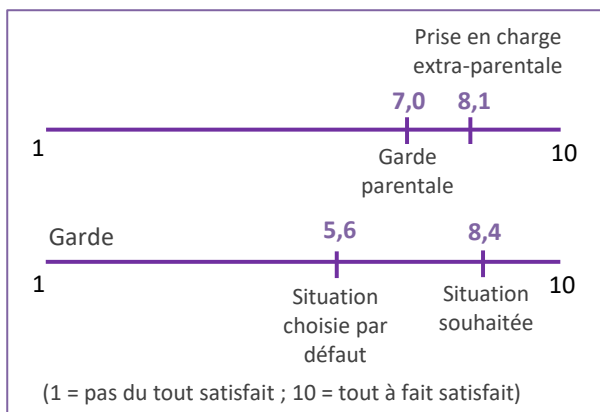 Prise en charge
extra-parentale
7,0 8,1
1 10
Garde
parentale
Garde 5,6 8,4
1 10
Situation Situation
choisie par souhaitée
défaut
(1 = pas du tout satisfait ; 10 = tout à fait satisfait)